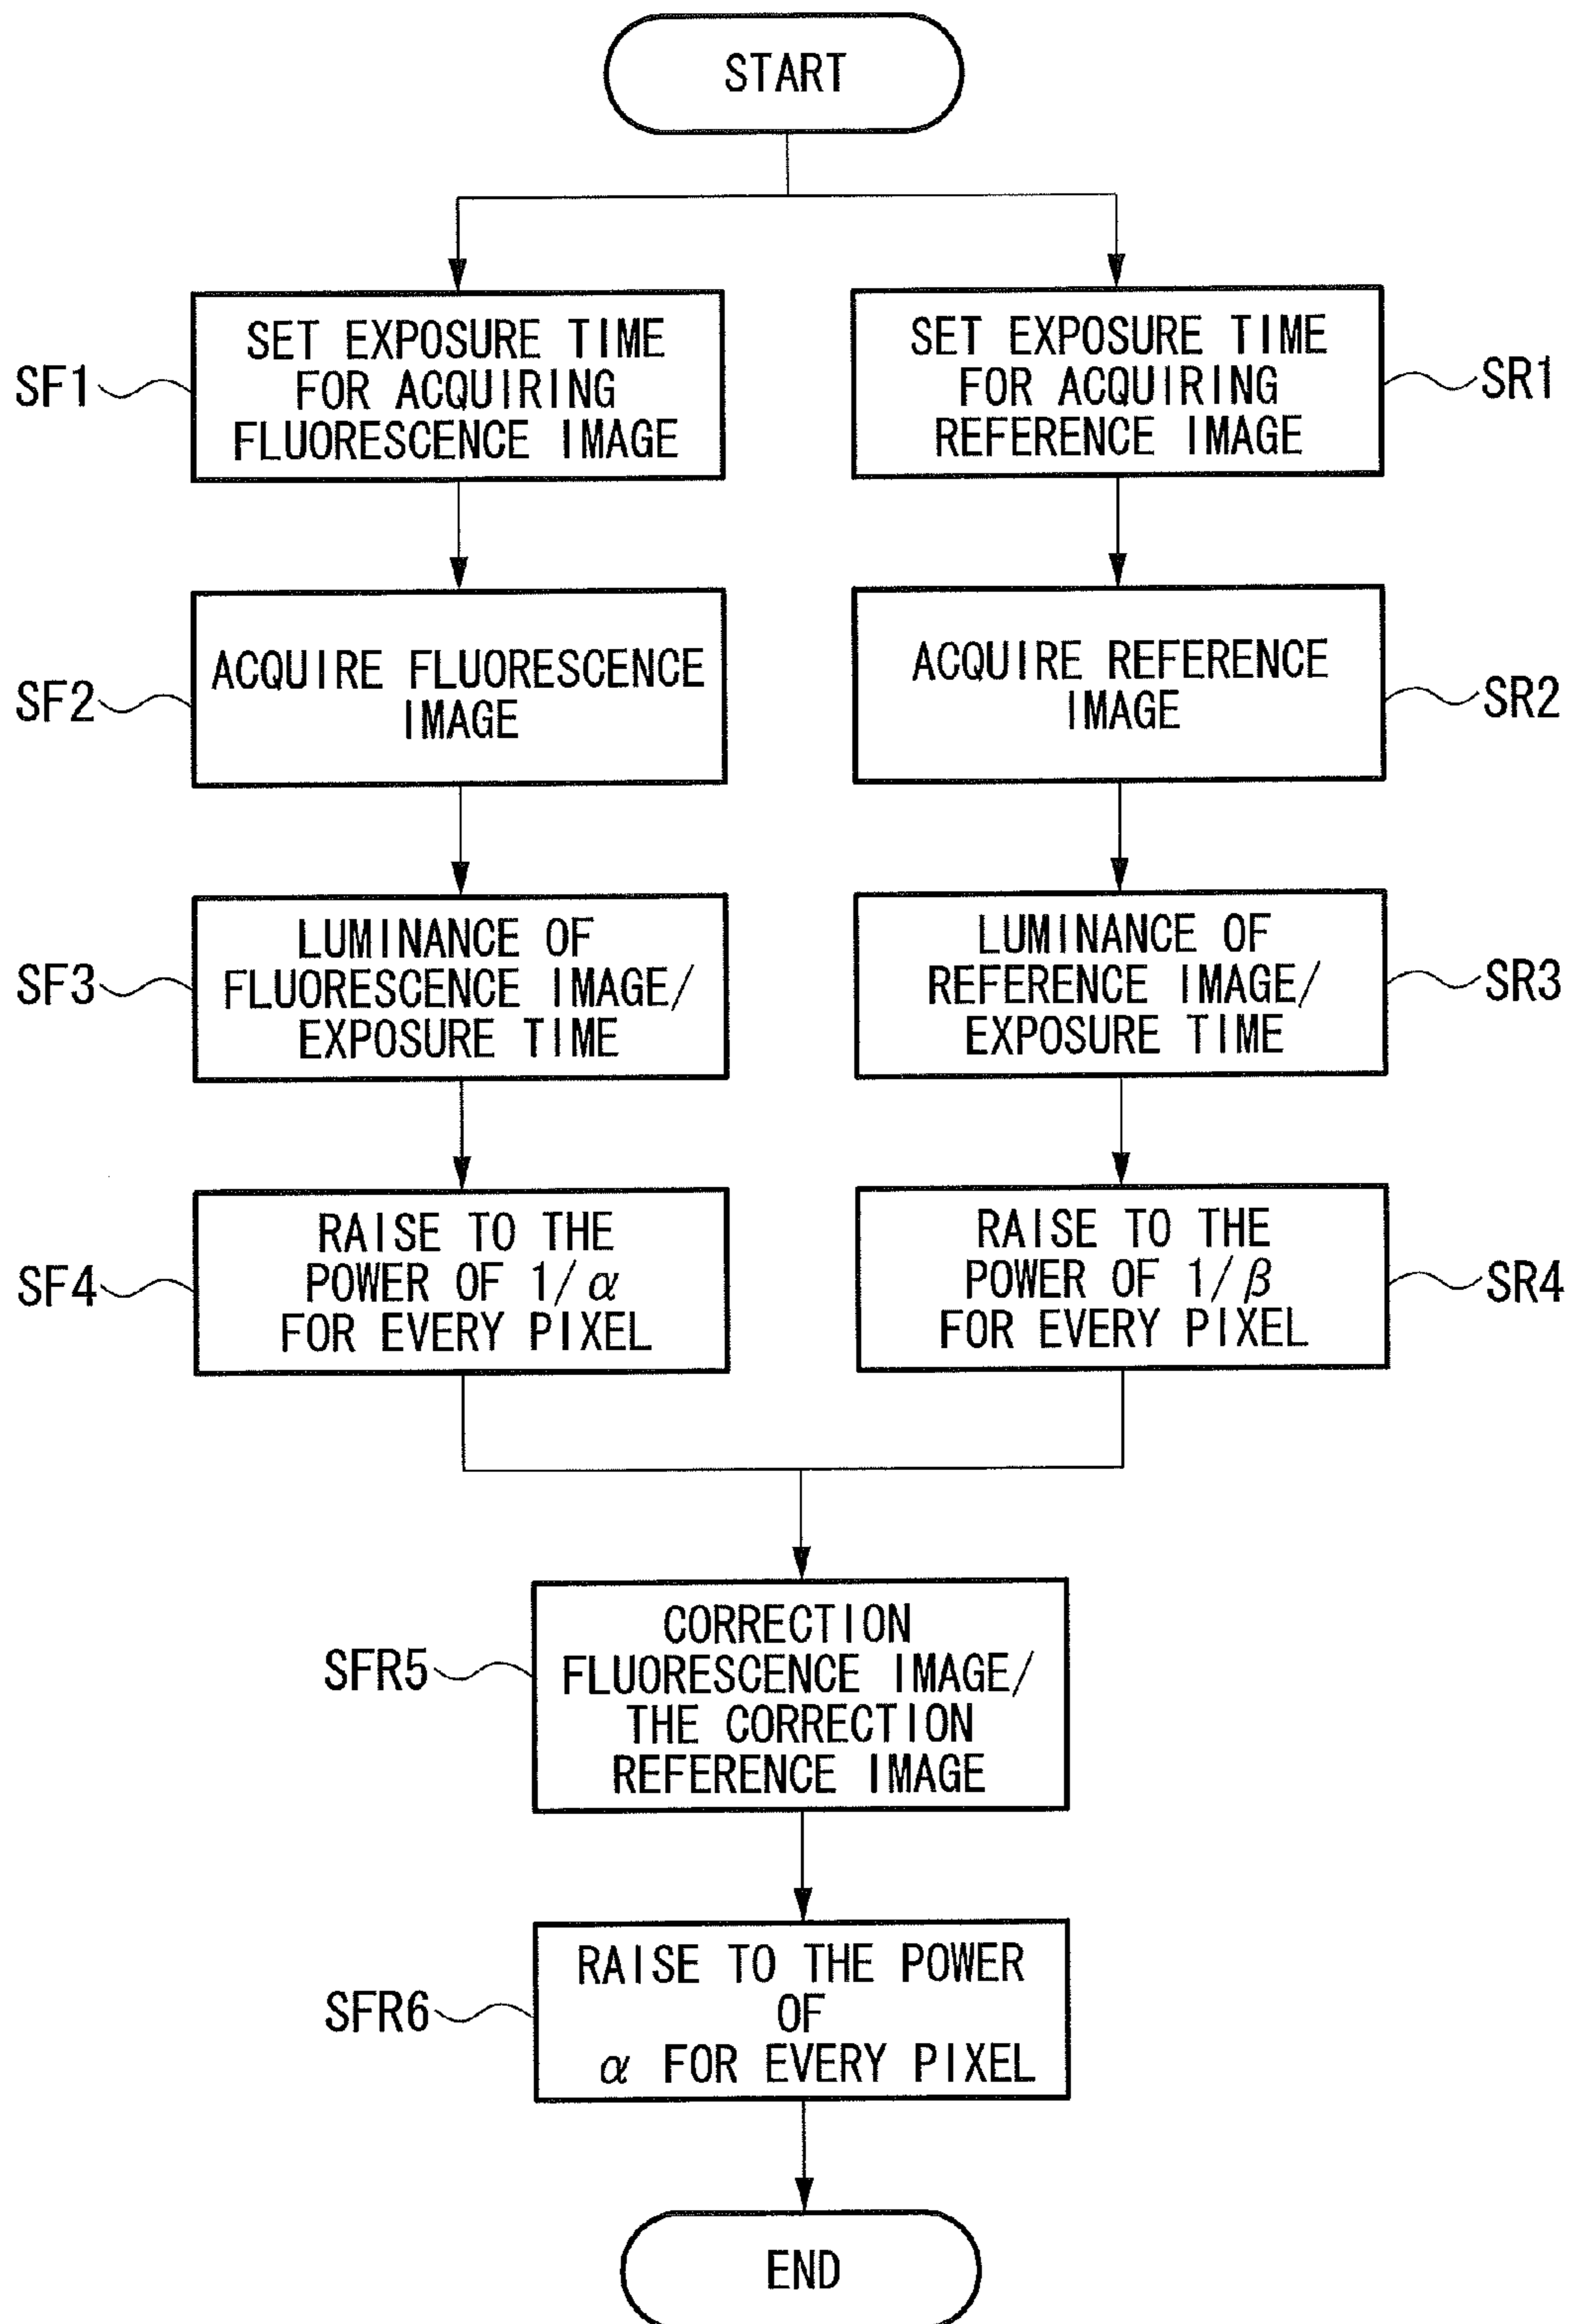 START
SF1
SET EXPOSURE TIME
FOR ACQUIRING
FLUORESCENCE IMAGE
SET EXPOSURE TIME
FOR ACQUIRING
REFERENCE IMAGE
SR1
SF2
ACQUIRE FLUORESCENCE
IMAGE
ACQUIRE REFERENCE
IMAGE
SR2
SF3
LUMINANCE OF
FLUORESCENCE IMAGE/
EXPOSURE TIME
LUMINANCE OF
REFERENCE IMAGE/
EXPOSURE TIME
SR3
SF4
RAISE TO THE
POWER OF 1/α
FOR EVERY PIXEL
RAISE TO THE
POWER OF 1/β
FOR EVERY PIXEL
SR4
SFR5
CORRECTION
FLUORESCENCE IMAGE/
THE CORRECTION
REFERENCE IMAGE
SFR6
RAISE TO THE POWER
OF
α FOR EVERY PIXEL
END